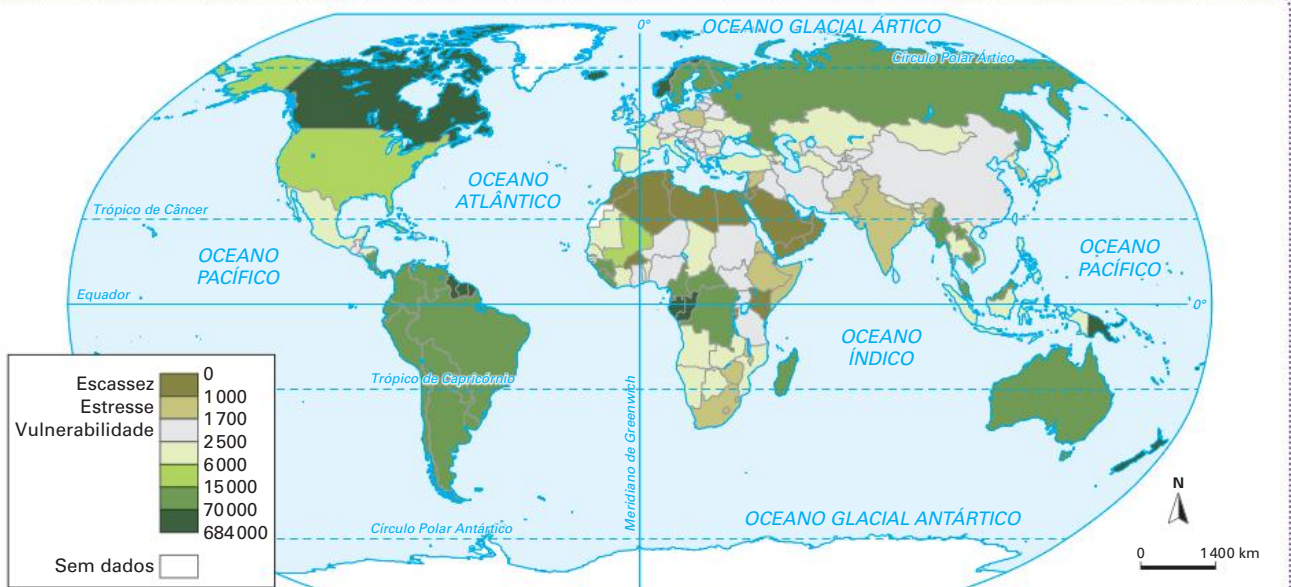 OCEANO GLACIAL ÁRTICO
0°
Círculo Polar Ártico
OCEANO
ATLÂNTICO
Trópico de Câncer
OCEANO
PACÍFICO
OCEANO
PACÍFICO
Equador
0°
OCEANO
ÍNDICO
Trópico de Capricórnio
Meridiano de Greenwich
Escassez
Estresse
Vulnerabilidade
0
1 000
1 700
2 500
6 000
15 000
70 000
684 000
Sem dados
Círculo Polar Antártico
OCEANO GLACIAL ANTÁRTICO
N
0 1 400 km